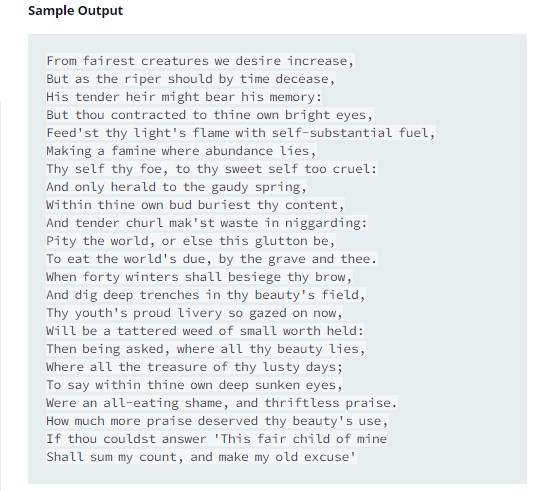 Sample Output
From fairest creatures we desire increase,
But as the riper should by time decease,
His tender heir might bear his memory:
But thou contracted to thine own bright eyes,
Feed'st thy light's flame with self-substantial fuel,
Making a famine where abundance lies,
Thy self thy foe, to thy sweet self too cruel:
And only herald to the gaudy spring,
Within thine own bud buriest thy content,
And tender churl mak'st waste in niggarding:
Pity the world, or else this glutton be,
To eat the world's due, by the grave and thee.
When forty winters shall besiege thy brow,
And dig deep trenches in thy beauty's field,
Thy youth's proud livery so gazed on now,
Will be a tattered weed of small worth held:
Then being asked, where all thy beauty lies,
Where all the treasure of thy lusty days;
To say within thine own deep sunken eyes,
Were an all-eating shame, and thriftless praise.
How much more praise deserved thy beauty's use,
If thou couldst answer 'This fair child of mine
Shall sum my count, and make my old excuse'